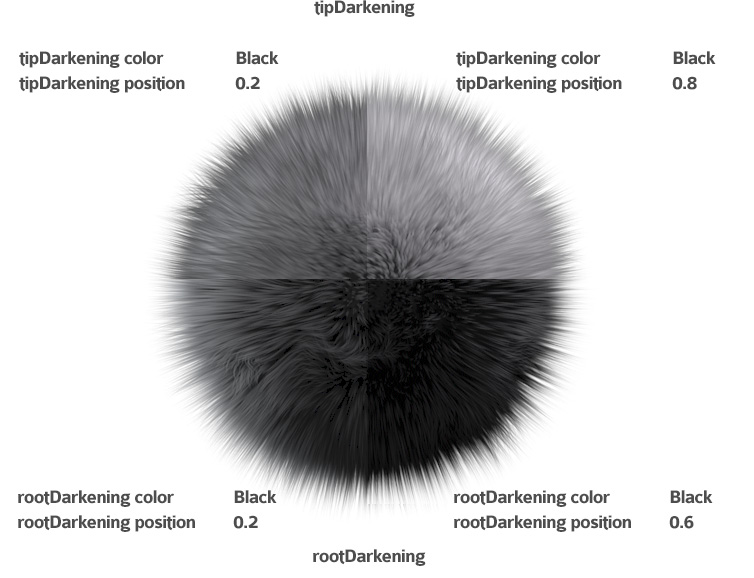 tipDarkening
tipDarkening color Black
tipDarkening position 0.2
tipDarkening color Black
tipDarkening position 0.8
rootDarkening color Black
rootDarkening position 0.2
rootDarkening color Black
rootDarkening position 0.6
rootDarkening